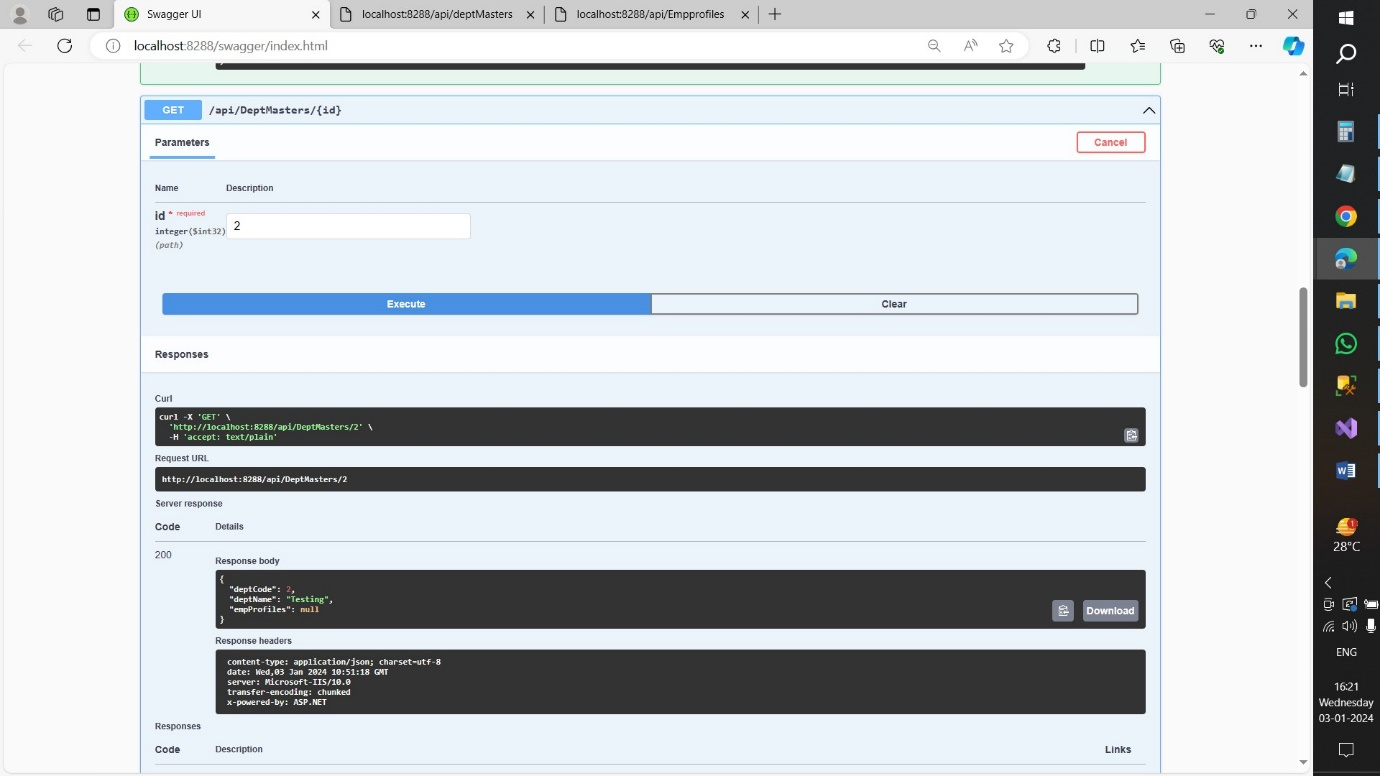 Swagger UI
localhost:8288/api/deptMasters
localhost:8288/api/Empprofiles
localhost:8288/swagger/index.html
GET /api/DeptMasters/{id}
Parameters
Cancel
Name Description
id * required
integer($int32)
(path)
2
Execute Clear
Responses
Curl
curl -X 'GET' \
'http://localhost:8288/api/DeptMasters/2' \
-H 'accept: text/plain'
Request URL
http://localhost:8288/api/DeptMasters/2
Server response
Code Details
200
Response body
{
"deptCode": 2,
"deptName": "Testing",
"empProfiles": null
}
Download
Response headers
content-type: application/json; charset=utf-8
date: Wed,03 Jan 2024 10:51:18 GMT
server: Microsoft-IIS/10.0
transfer-encoding: chunked
x-powered-by: ASP.NET
Responses
Code Description Links
1
28°C
ENG
16:21
Wednesday
03-01-2024